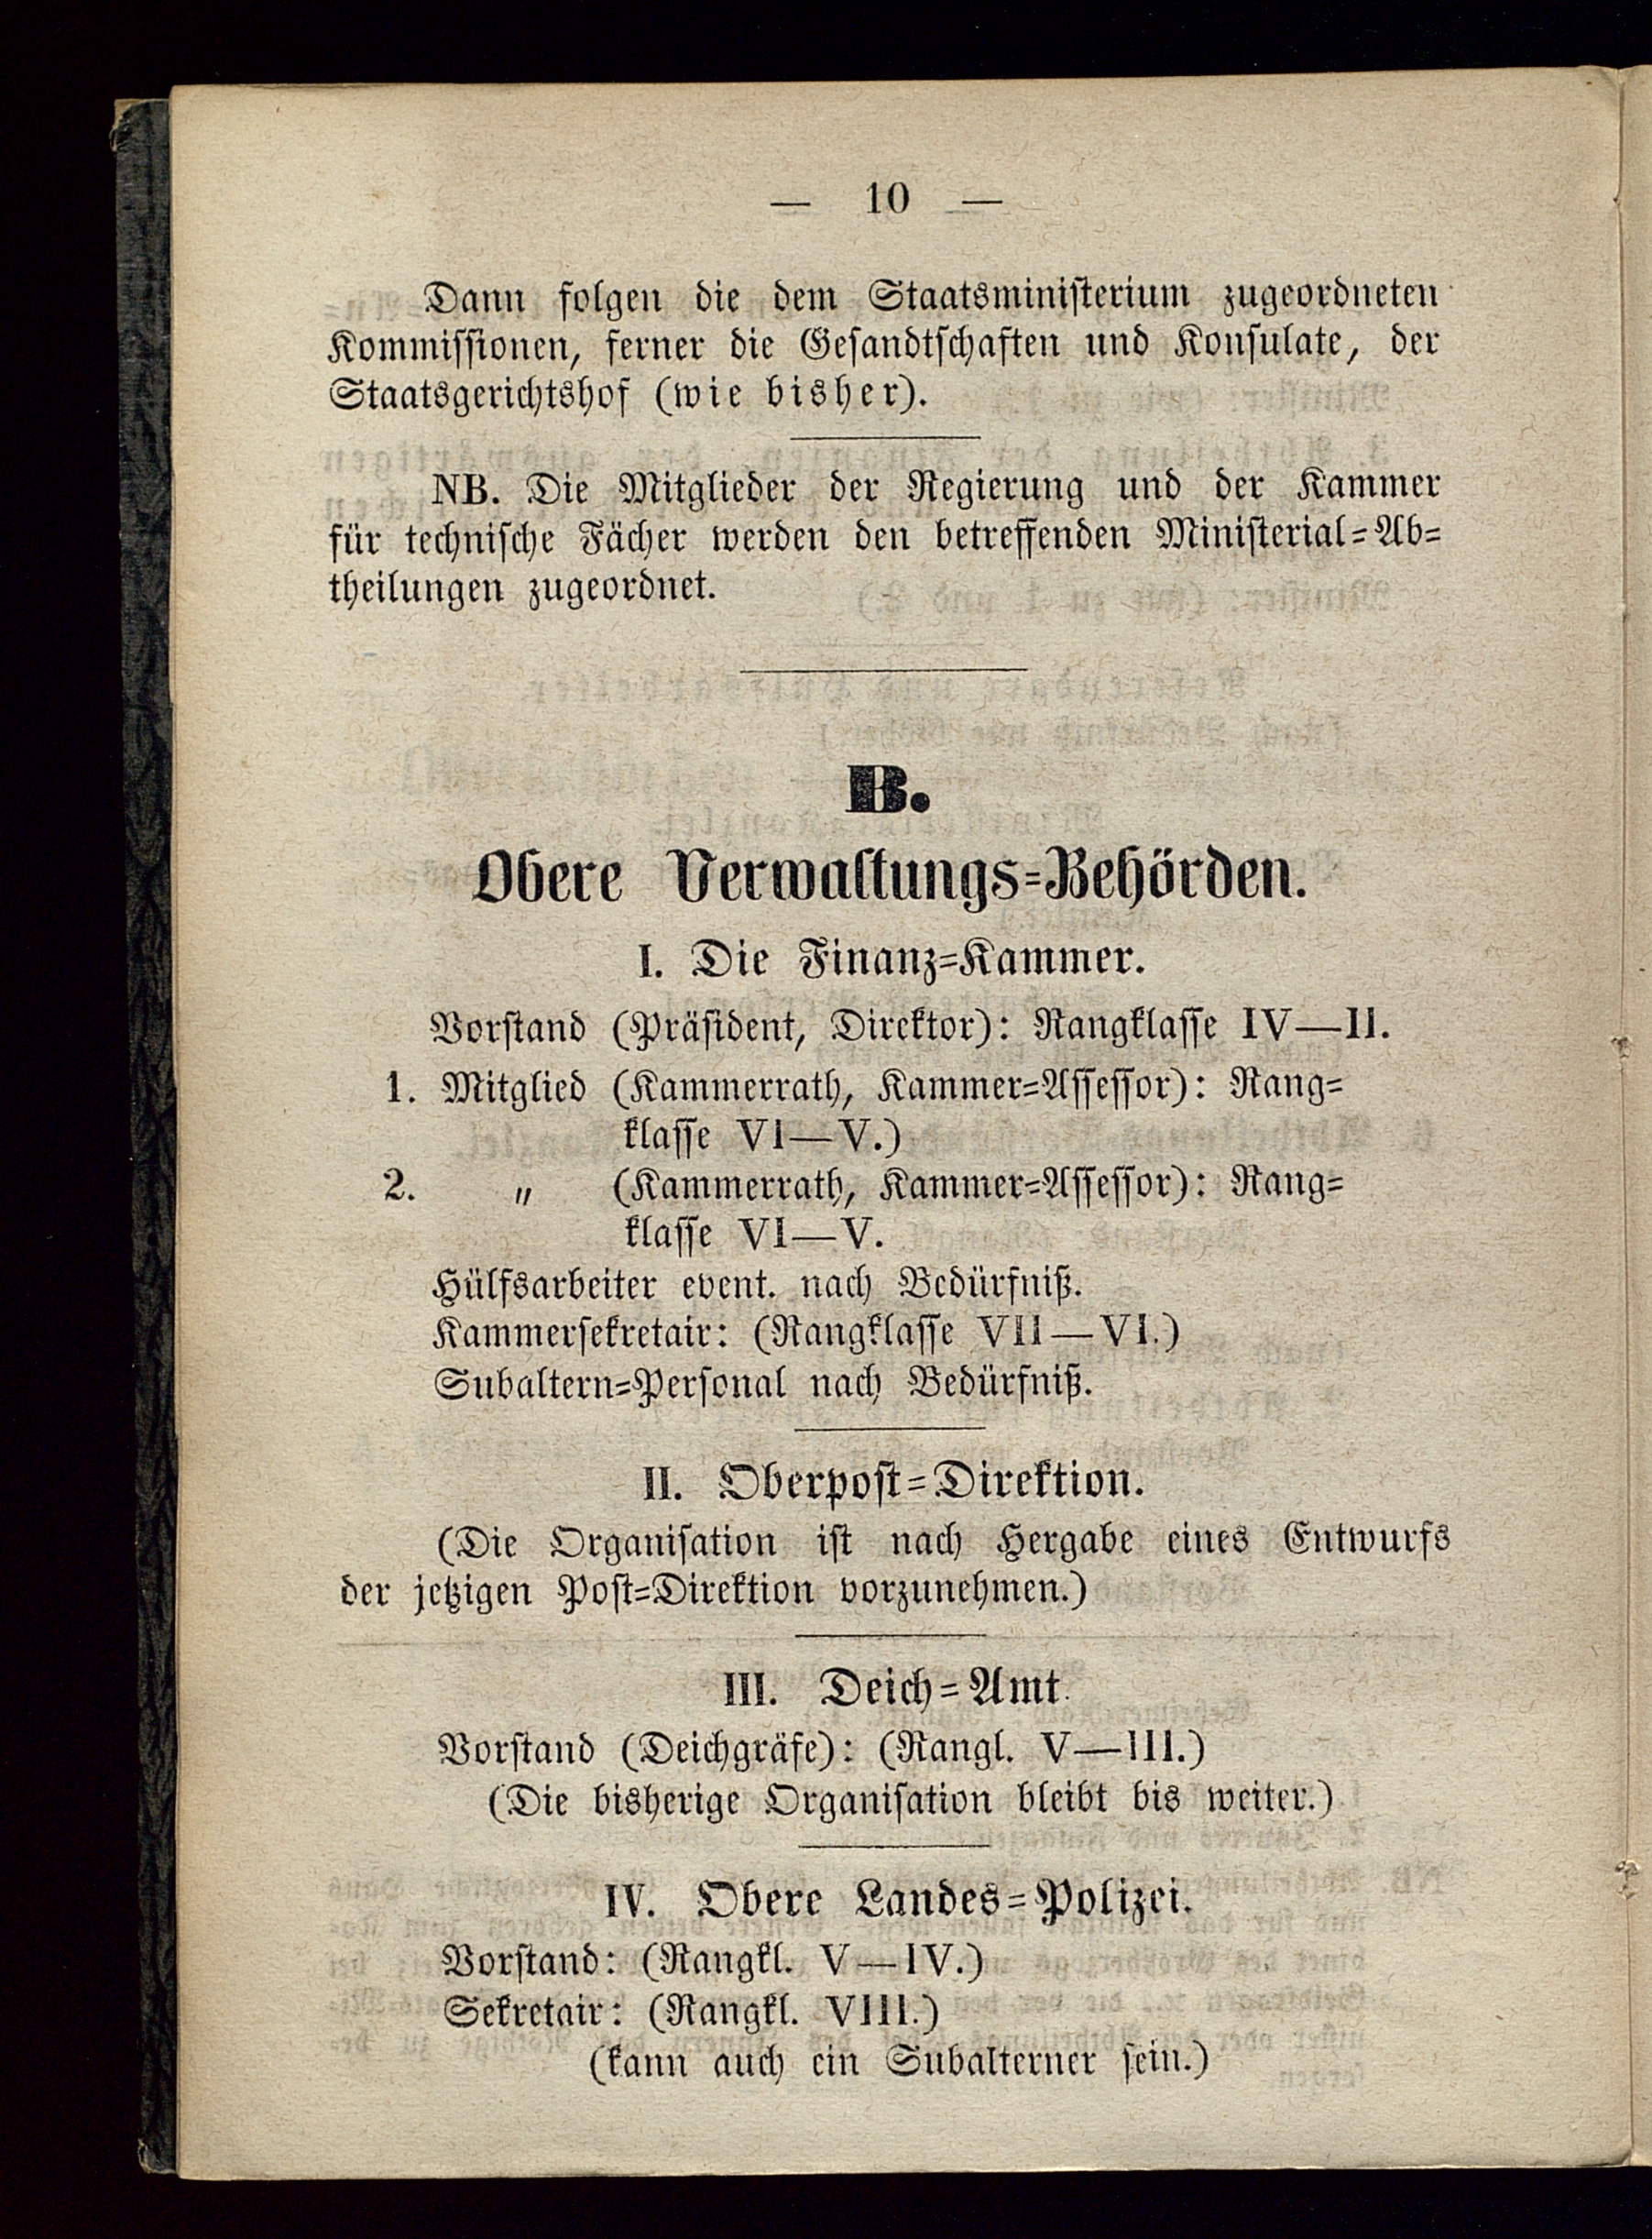 — 10 —
Dann folgen die dem Staatsministerium zugeordneten
Kommissionen, ferner die Gesandtschaften und Konsulate, der
Staatsgerichtshof (wie bisher).
NB. Die Mitglieder der Regierung und der Kammer
für technische Fächer werden den betreffenden Ministerial=Ab=
theilungen zugeordnet.
B.
Obere Verwaltungs=Behörden.
I. Die Finanz=Kammer.
Vorstand (Präsident, Direktor): Rangklasse IV—II.
1. Mitglied (Kammerrath, Kammer=Assessor): Rang=
klasse VI—V.)
2. „ (Kammerrath, Kammer=Assessor): Rang=
klasse VI—V.
Hülfsarbeiter event. nach Bedürfniß.
Kammersekretair: (Rangklasse VII—VI.)
Subaltern=Personal nach Bedürfniß.
II. Oberpost=Direktion.
(Die Organisation ist nach Hergabe eines Entwurfs
der jetzigen Post=Direktion vorzunehmen.)
III. Deich=Amt.
Vorstand (Deichgräfe): (Rangl. V—III.)
(Die bisherige Organisation bleibt bis weiter.)
IV. Obere Landes=Polizei.
Vorstand: (Rangkl. V—IV.)
Sekretair: (Rangkl. VIII.)
(kann auch ein Subalterner sein.)